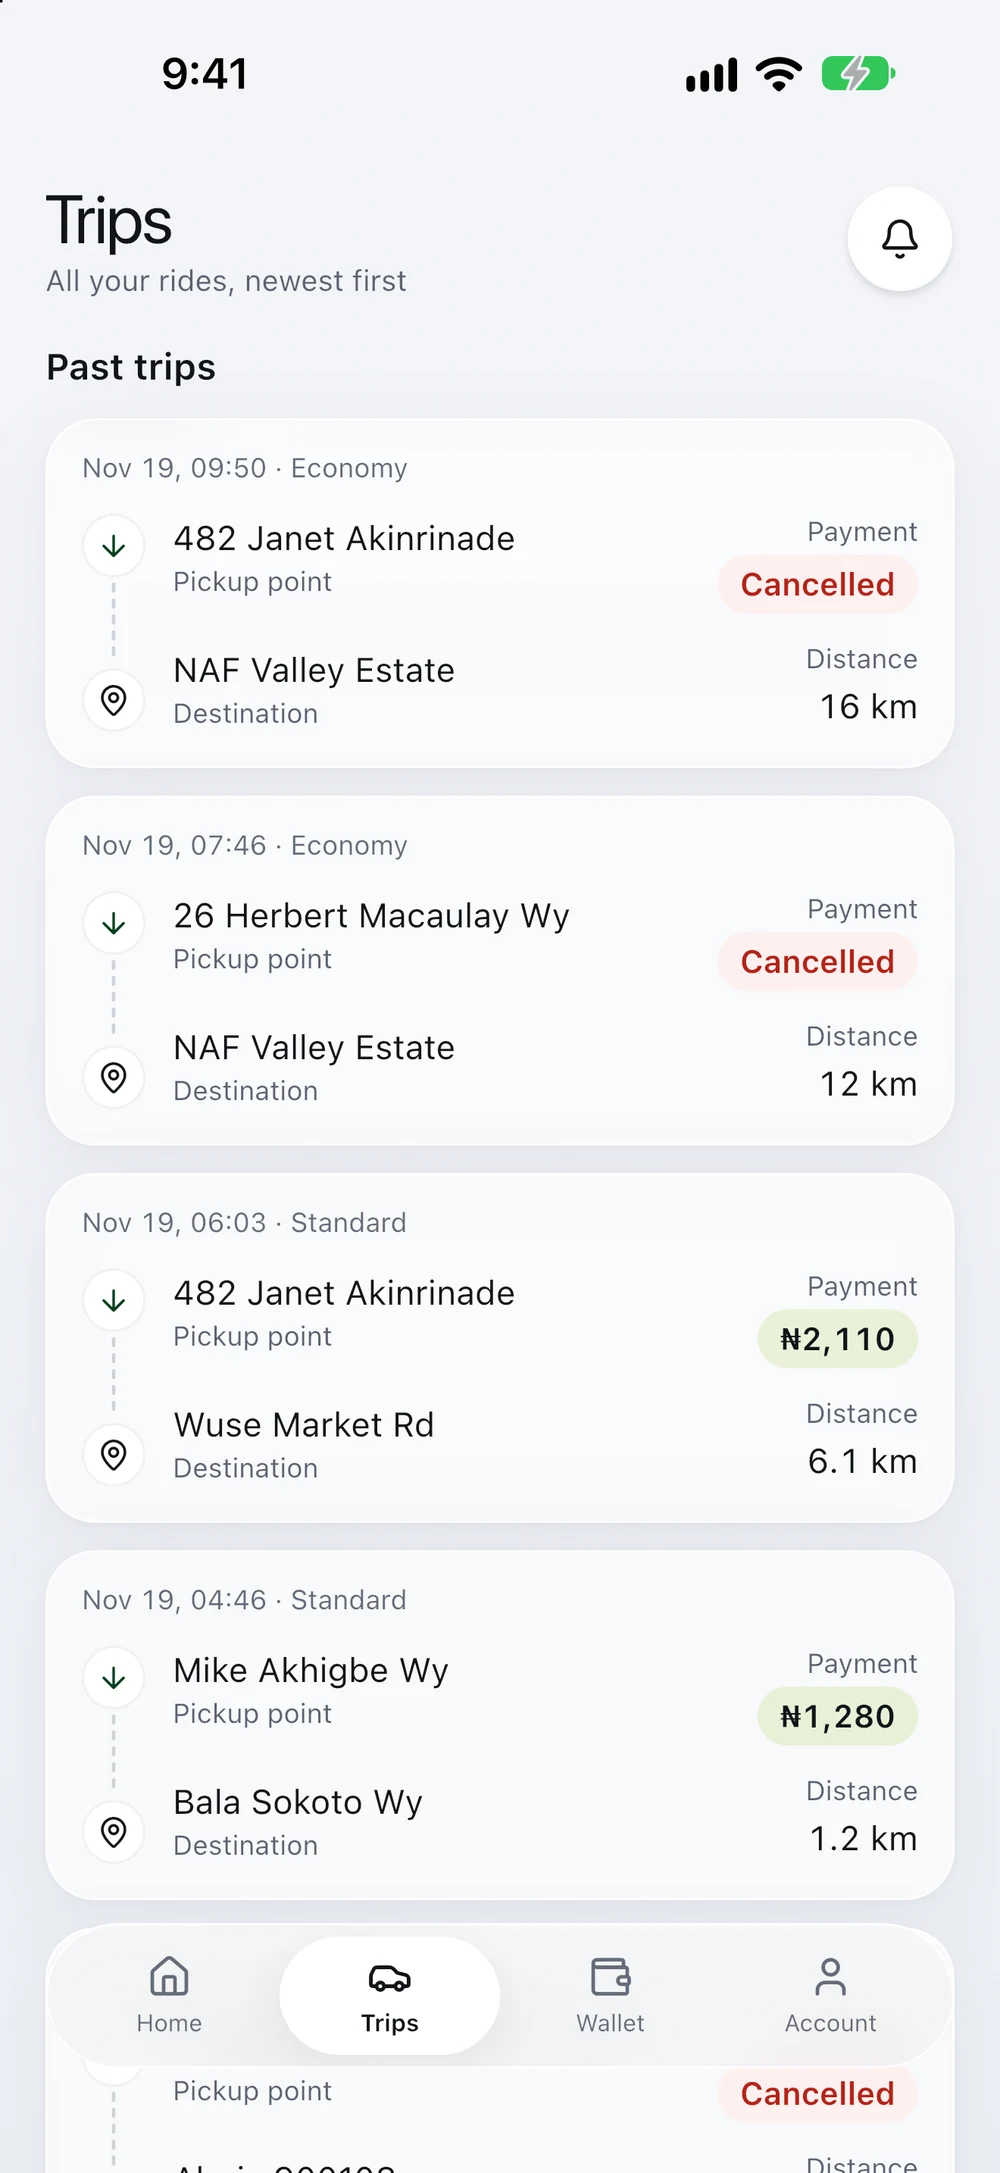 9:41
Trips
All your rides, newest first
Past trips
Nov 19, 09:50 · Economy
482 Janet Akinrinade
Pickup point
Payment
Cancelled
NAF Valley Estate
Destination
Distance
16 km
Nov 19, 07:46 · Economy
26 Herbert Macaulay Wy
Pickup point
Payment
Cancelled
NAF Valley Estate
Destination
Distance
12 km
Nov 19, 06:03 · Standard
482 Janet Akinrinade
Pickup point
Payment
₦2,110
Wuse Market Rd
Destination
Distance
6.1 km
Nov 19, 04:46 · Standard
Mike Akhigbe Wy
Pickup point
Payment
₦1,280
Bala Sokoto Wy
Destination
Distance
1.2 km
Home
Trips
Wallet
Account
Pickup point
Cancelled
Distance